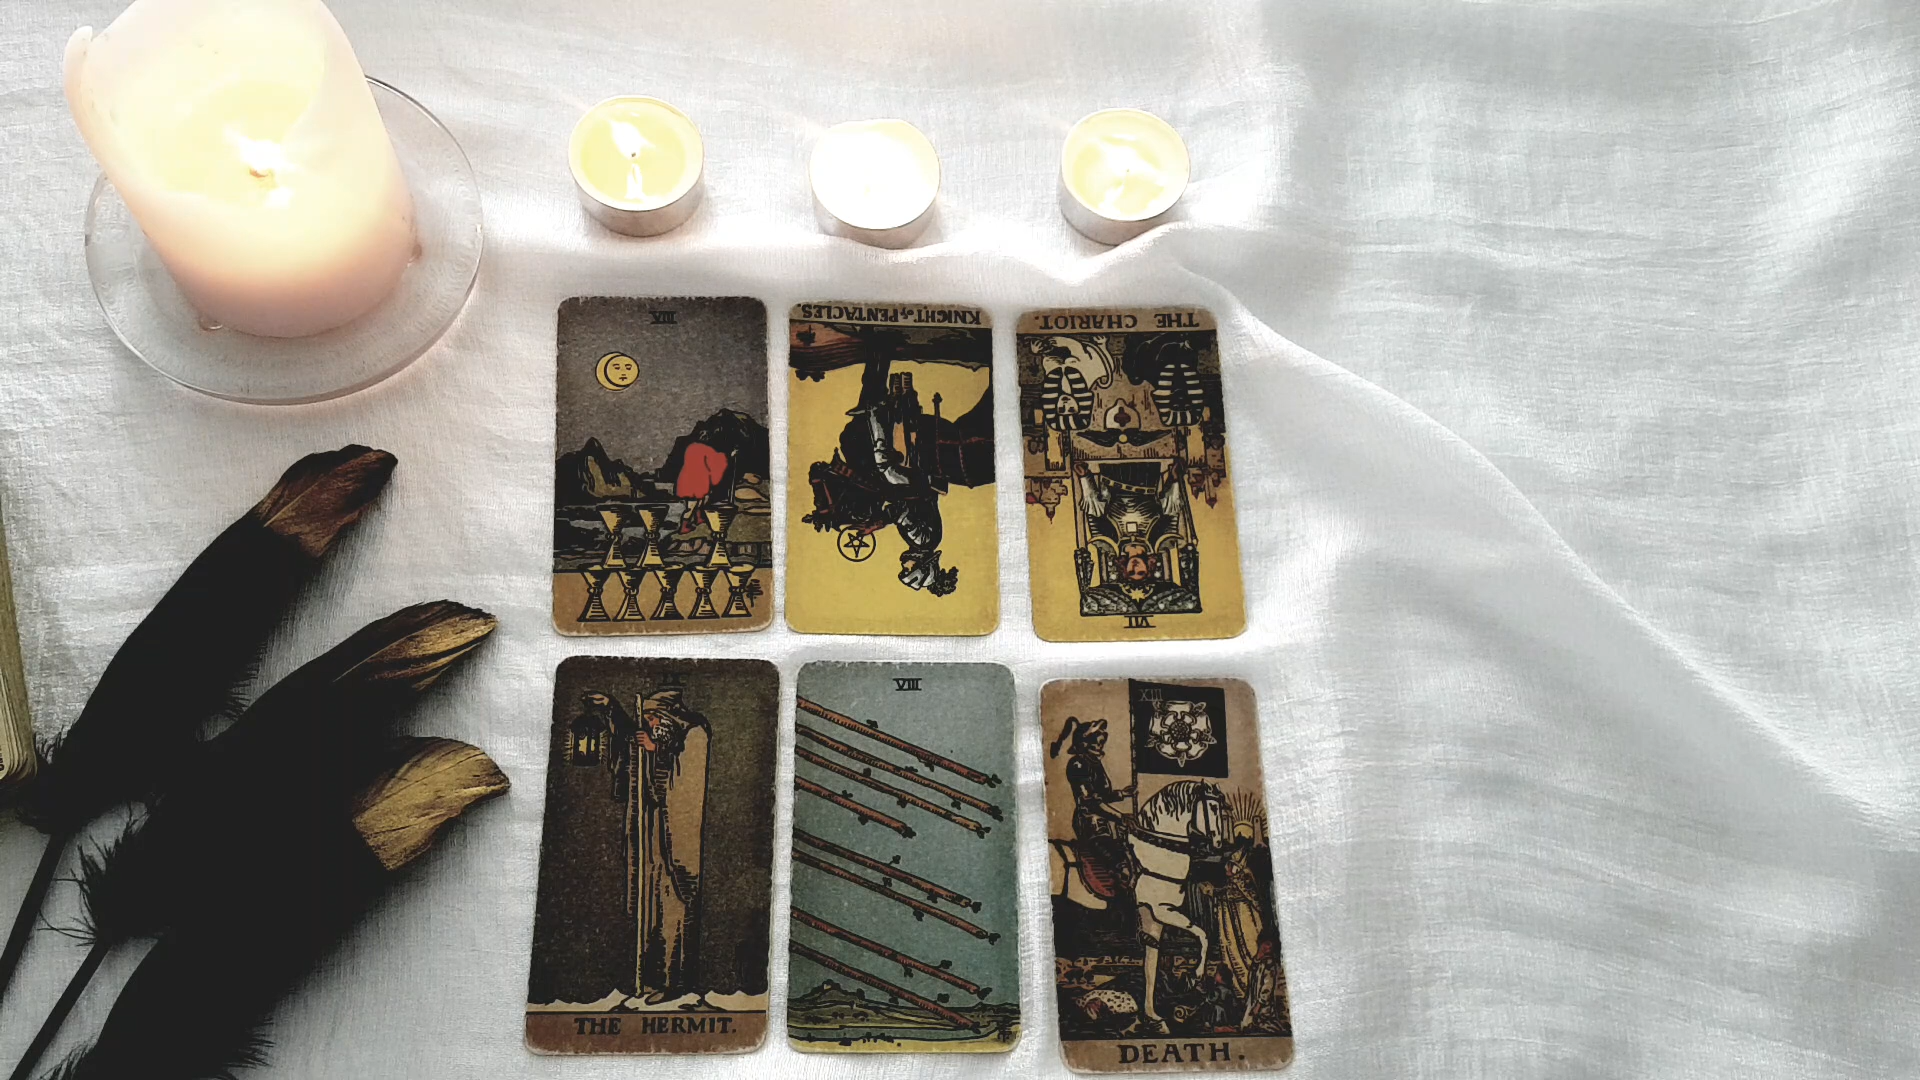 VIII
KNIGHT of PENTACLES.
THE CHARIOT.
VII
VIII
XIII
THE HERMIT.
DEATH.